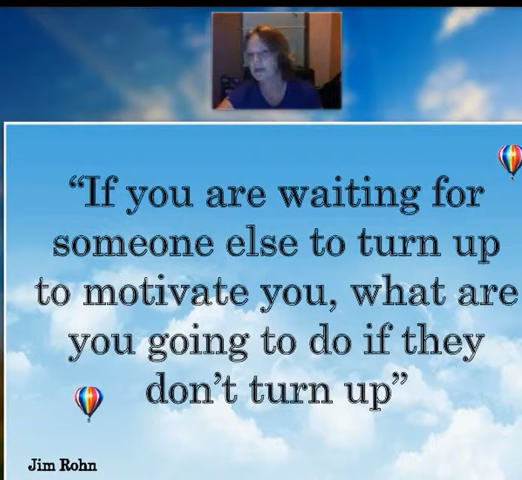 “If you are waiting for
someone else to turn up
to motivate you, what are
you going to do if they
don’t turn up”
Jim Rohn